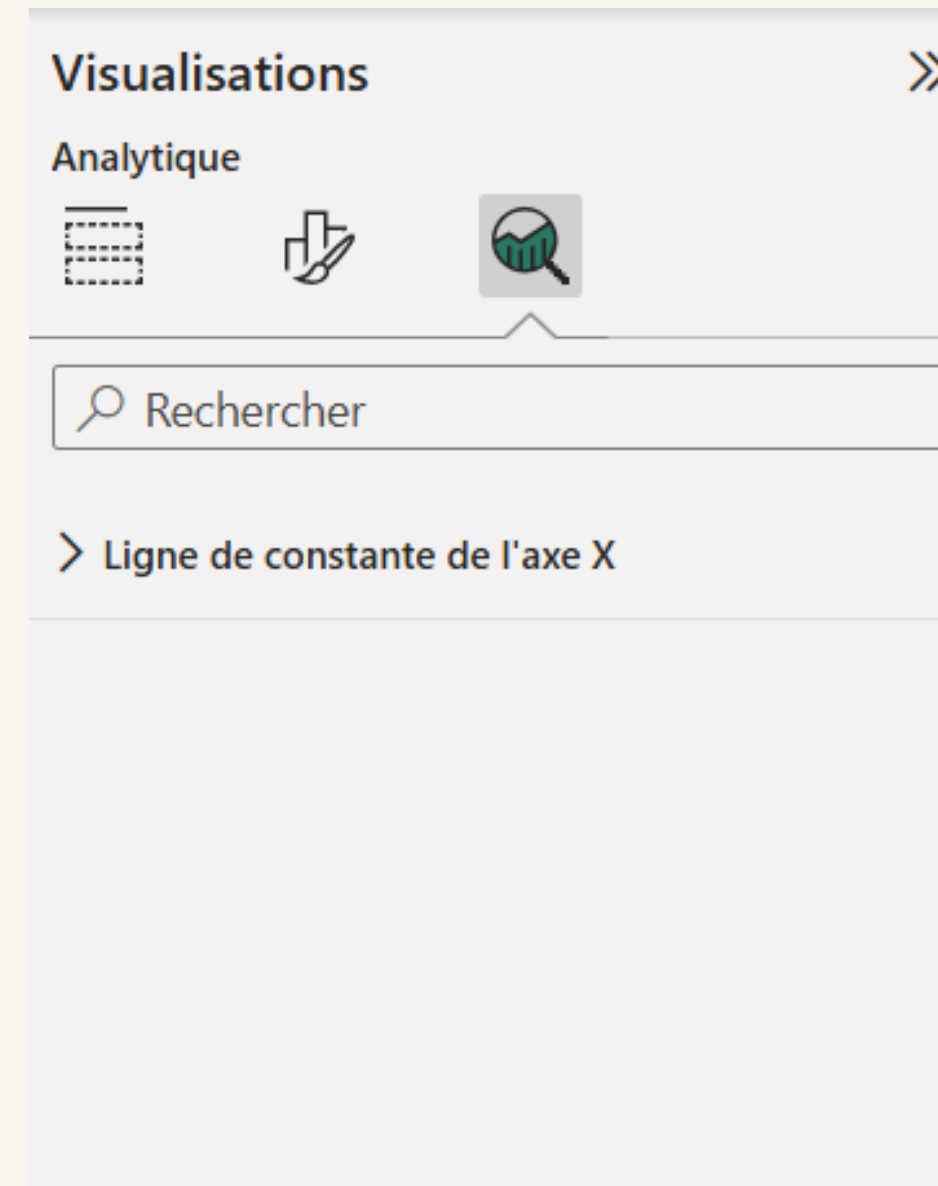 Visualisations
Analytique
Rechercher
Ligne de constante de l'axe X